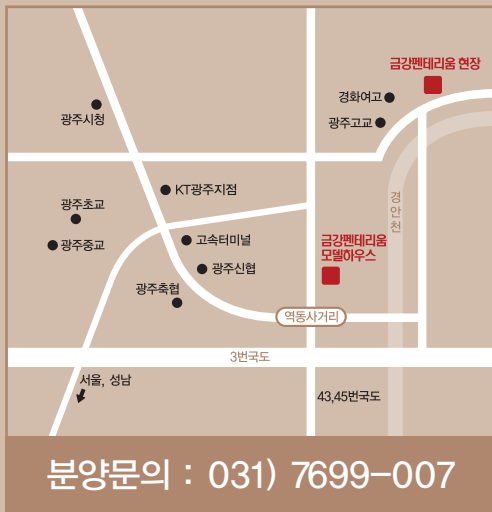 금강펜테리움 현장
경화여고
광주시청
광주고교
KT광주지점
광주초교
경안천
고속터미널
광주중교
금강펜테리움
모델하우스
광주신협
광주축협
역동사거리
3번국도
서울, 성남
43,45번국도
분양문의 : 031) 7699-007